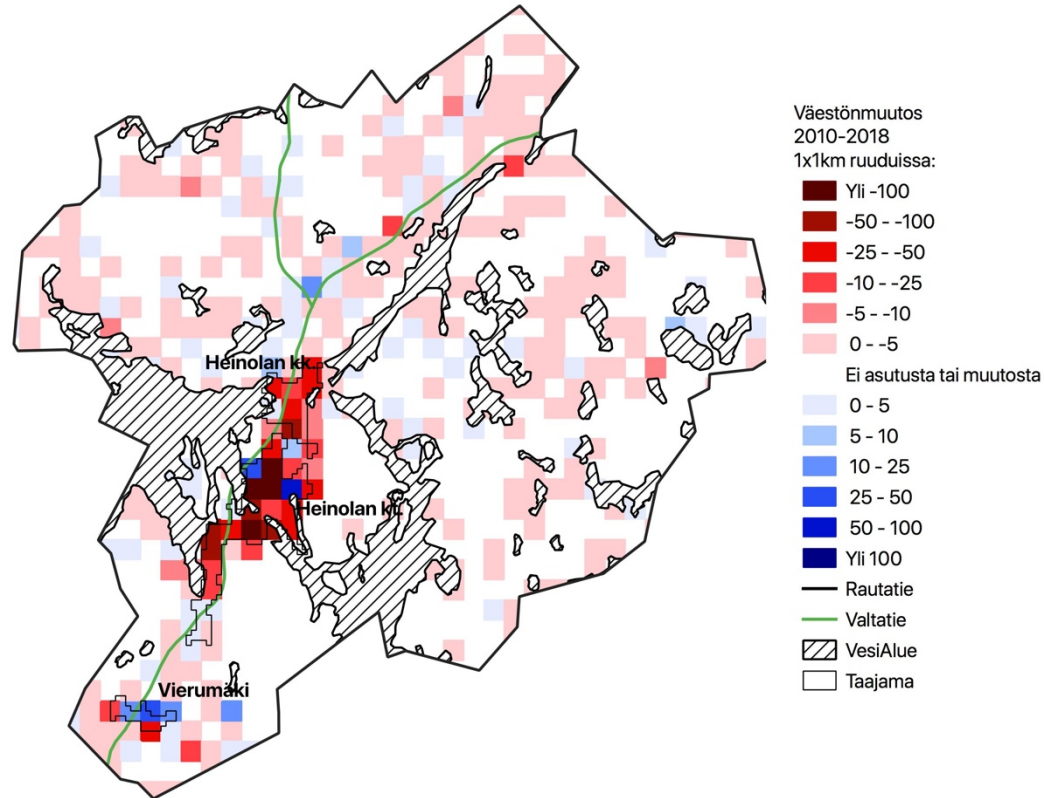 Väestönmuutos
2010-2018
1x1km ruuduissa:
Yli -100
-50 - -100
-25 - -50
-10 - -25
-5 - -10
0 - -5
Ei asutusta tai muutosta
0 - 5
5 - 10
10 - 25
25 - 50
50 - 100
Yli 100
Rautatie
Valtatie
VesiAlue
Taajama
Heinolan kk.
Heinolan kt.
Vierumäki